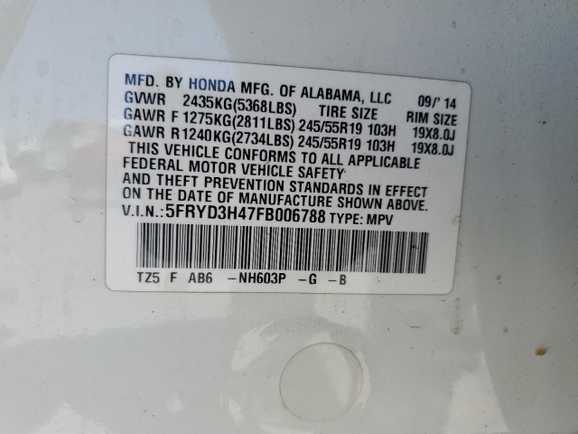 MFD. BY HONDA MFG. OF ALABAMA, LLC 09/'14
GVWR 2435KG(5368LBS) TIRE SIZE RIM SIZE
GAWR F 1275KG(2811LBS) 245/55R19 103H 19X8.0J
GAWR R 1240KG(2734LBS) 245/55R19 103H 19X8.0J
THIS VEHICLE CONFORMS TO ALL APPLICABLE
FEDERAL MOTOR VEHICLE SAFETY
AND THEFT PREVENTION STANDARDS IN EFFECT
ON THE DATE OF MANUFACTURE SHOWN ABOVE.
V.I.N.: 5FRYD3H47FB006788 TYPE: MPV
TZ5 F AB6 -NH603P -G -B